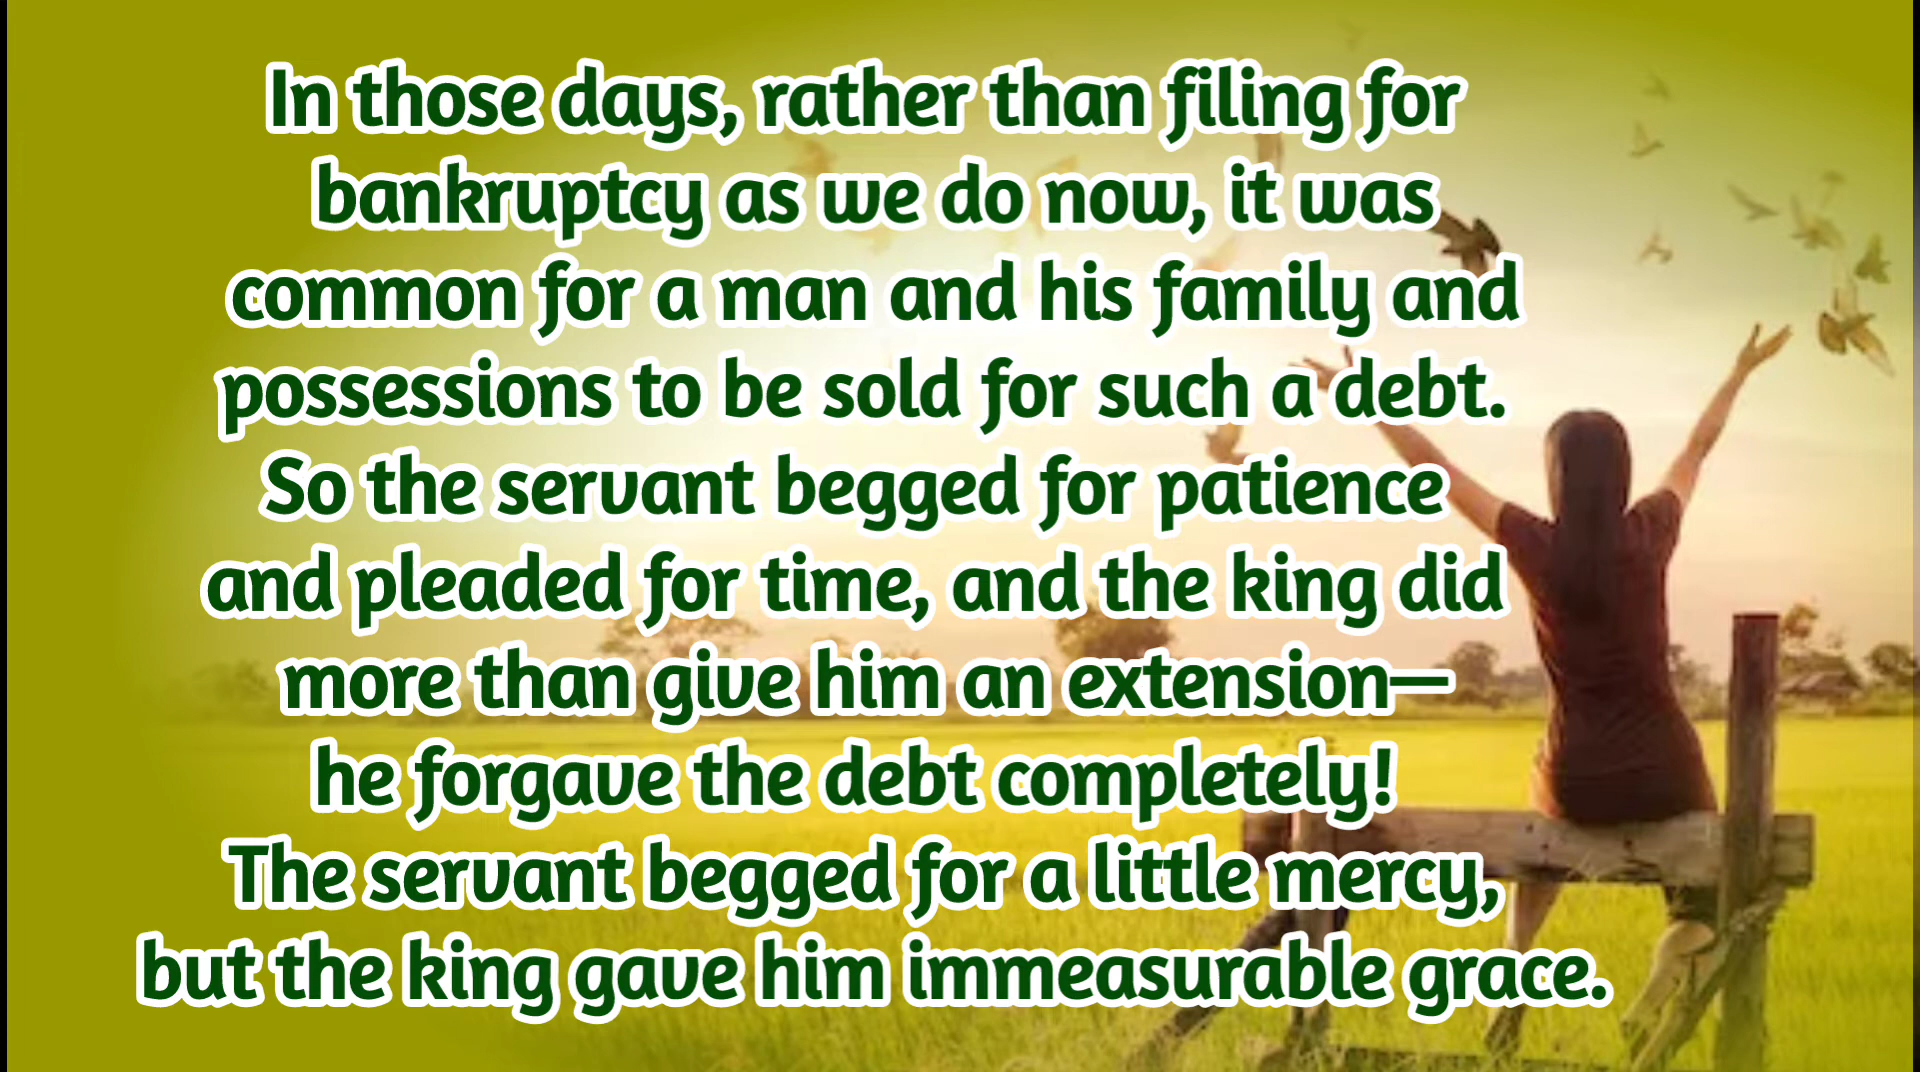 In those days, rather than filing for
bankruptcy as we do now, it was
common for a man and his family and
possessions to be sold for such a debt.
So the servant begged for patience
and pleaded for time, and the king did
more than give him an extension—
he forgave the debt completely!
The servant begged for a little mercy,
but the king gave him immeasurable grace.